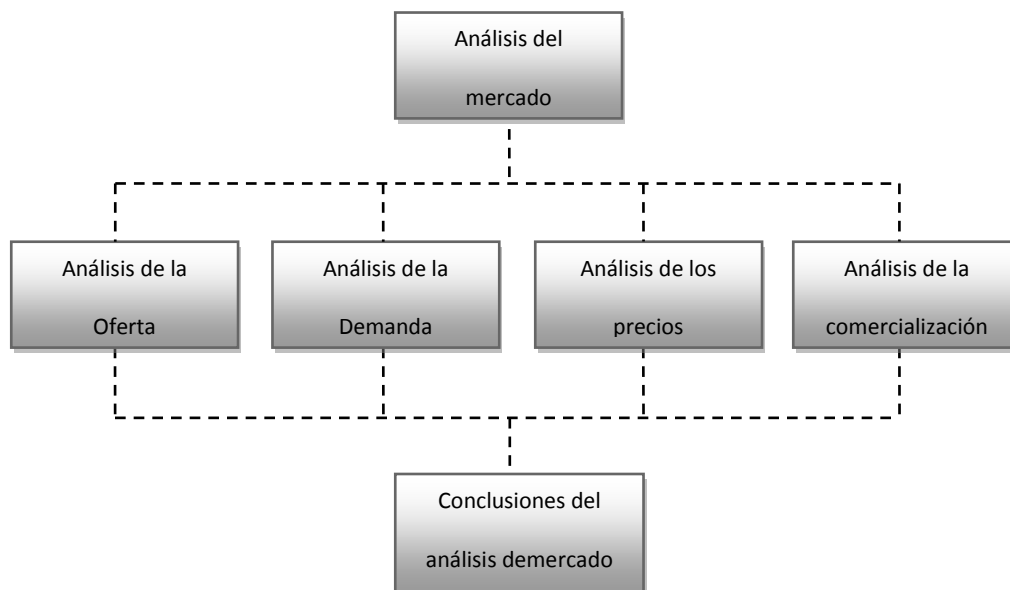 Análisis del
mercado
Análisis de la
Oferta
Análisis de la
Demanda
Análisis de los
precios
Análisis de la
comercialización
Conclusiones del
análisis demercado